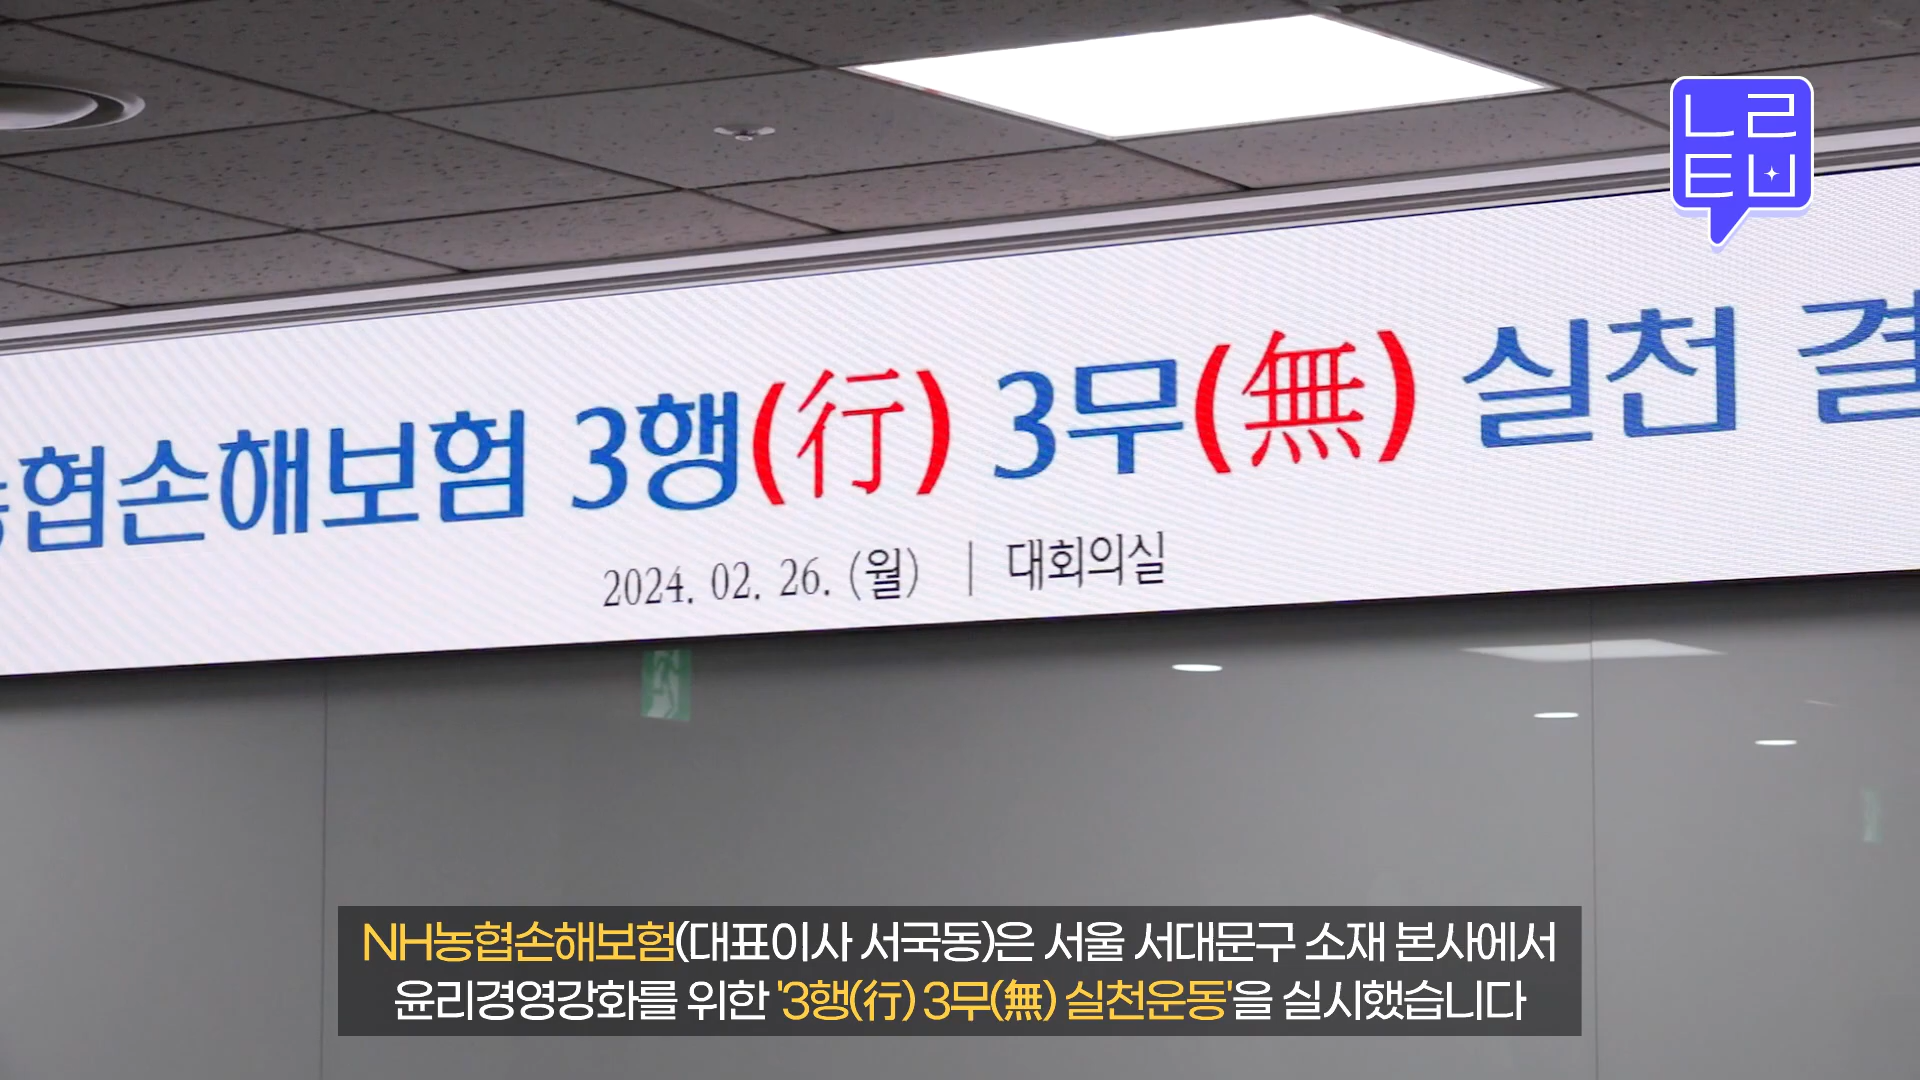 협손해보험 3행(行) 3무(無) 실천
2024. 02. 26. (월) | 대회의실
NH농협손해보험(대표이사 서국동)은 서울 서대문구 소재 본사에서
윤리경영강화를 위한 '3행(行) 3무(無) 실천운동'을 실시했습니다